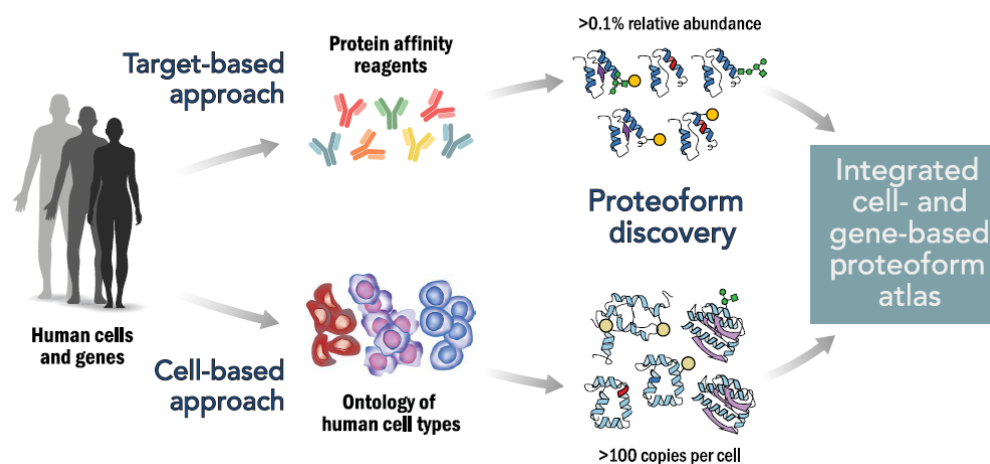 Target-based
approach
Protein affinity
reagents
>0.1% relative abundance
Human cells
and genes
Proteoform
discovery
Integrated
cell- and
gene-based
proteoform
atlas
Cell-based
approach
Ontology of
human cell types
>100 copies per cell